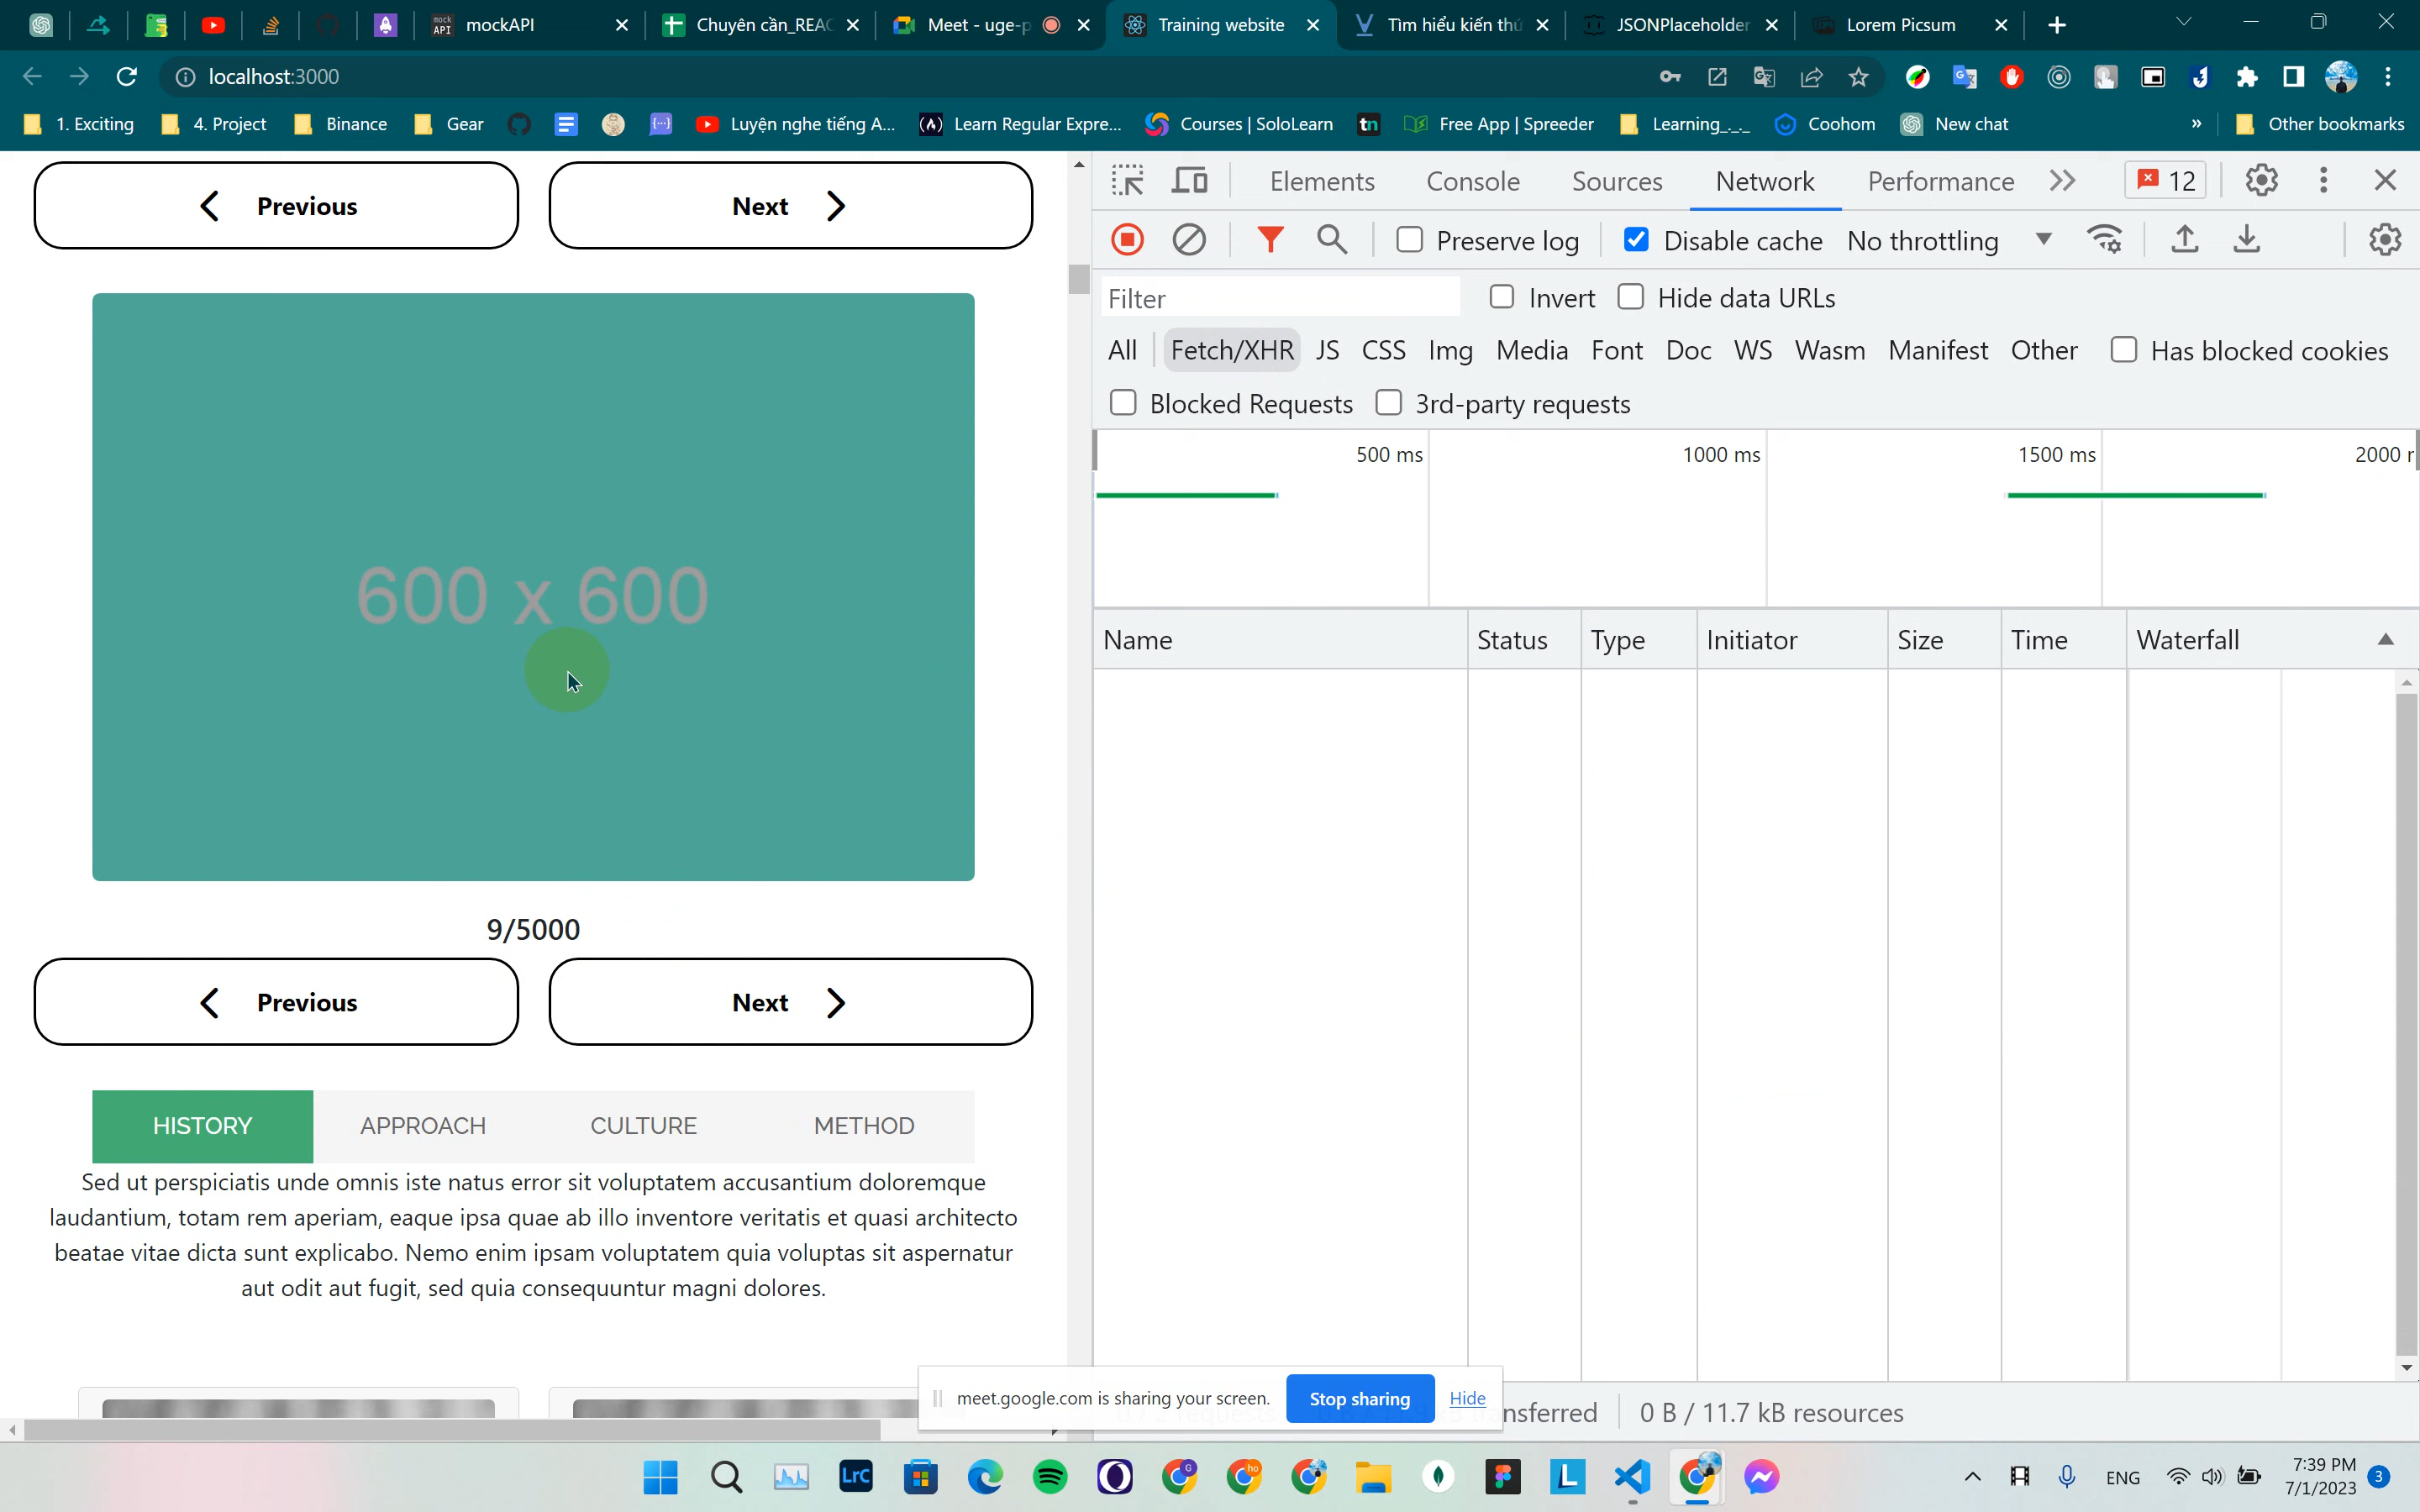 mock API mockAPI Chuyên cần_REAC Meet - uge-p Training website Tìm hiểu kiến thứ JSONPlaceholder Lorem Picsum
localhost:3000
1. Exciting 4. Project Binance Gear Luyện nghe tiếng A... Learn Regular Expre... Courses | SoloLearn tn Free App | Spreeder Learning_._ Coohom New chat » Other bookmarks
Previous Next
600 x 600
9/5000
Previous Next
HISTORY APPROACH CULTURE METHOD
Sed ut perspiciatis unde omnis iste natus error sit voluptatem accusantium doloremque
laudantium, totam rem aperiam, eaque ipsa quae ab illo inventore veritatis et quasi architecto
beatae vitae dicta sunt explicabo. Nemo enim ipsam voluptatem quia voluptas sit aspernatur
aut odit aut fugit, sed quia consequuntur magni dolores.
Elements Console Sources Network Performance 12
Preserve log Disable cache No throttling
Filter Invert Hide data URLs
All Fetch/XHR JS CSS Img Media Font Doc WS Wasm Manifest Other Has blocked cookies
Blocked Requests 3rd-party requests
500 ms 1000 ms 1500 ms 2000 r
Name Status Type Initiator Size Time Waterfall
meet.google.com is sharing your screen. Stop sharing Hide
nsferred 0 B / 11.7 kB resources
LrC G ho L ENG 7:39 PM
7/1/2023 3